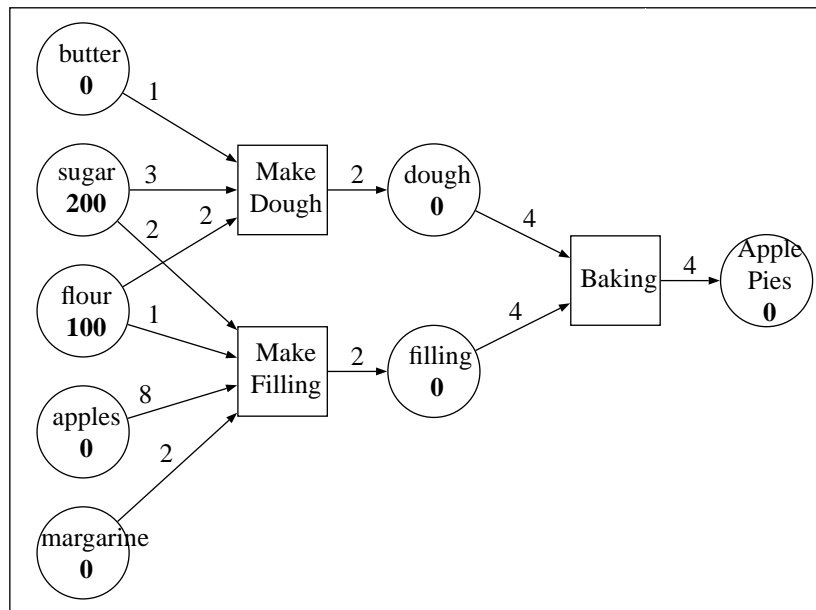 butter
0
1
sugar
200
3
2
2
Make
Dough
2
dough
0
4
flour
100
1
Make
Filling
2
filling
0
4
Baking
4
Apple
Pies
0
apples
0
8
margarine
0
2